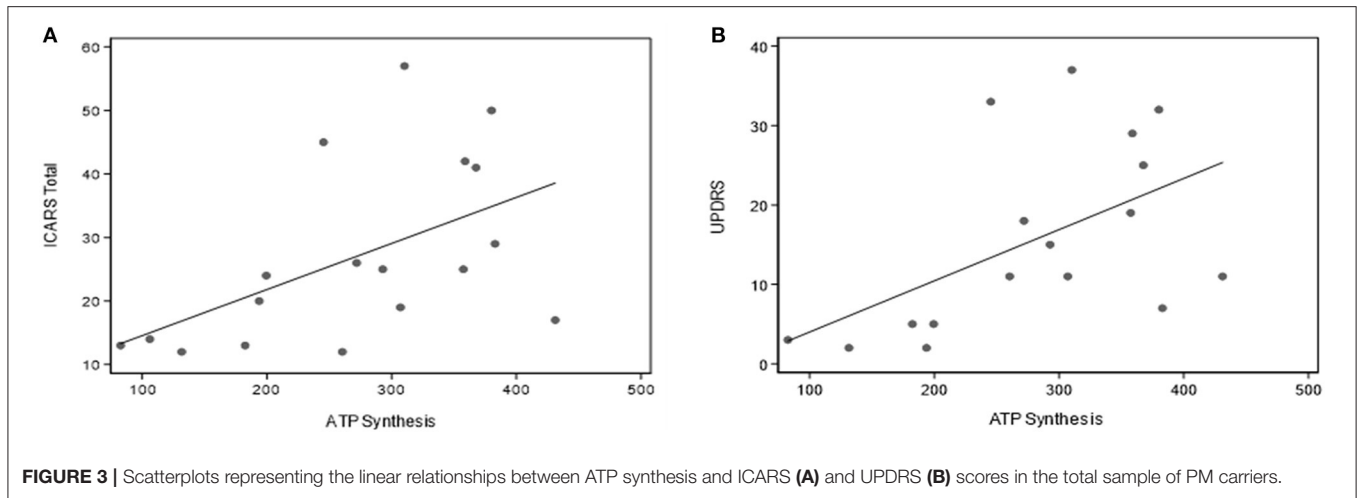 A
60
50
40
30
20
10
ICARS Total
100 200 300 400 500
ATP Synthesis
B
40
30
20
10
0
UPDRS
100 200 300 400 500
ATP Synthesis
FIGURE 3 | Scatterplots representing the linear relationships between ATP synthesis and ICARS (A) and UPDRS (B) scores in the total sample of PM carriers.